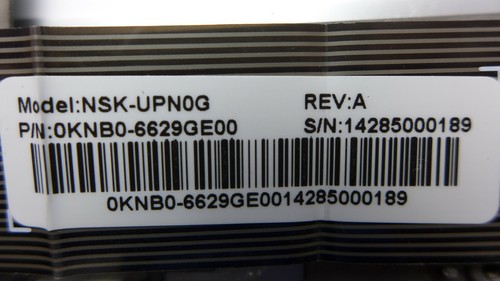 Model:NSK-UPN0G REV:A
P/N:0KNB0-6629GE00 S/N:14285000189
0KNB0-6629GE0014285000189